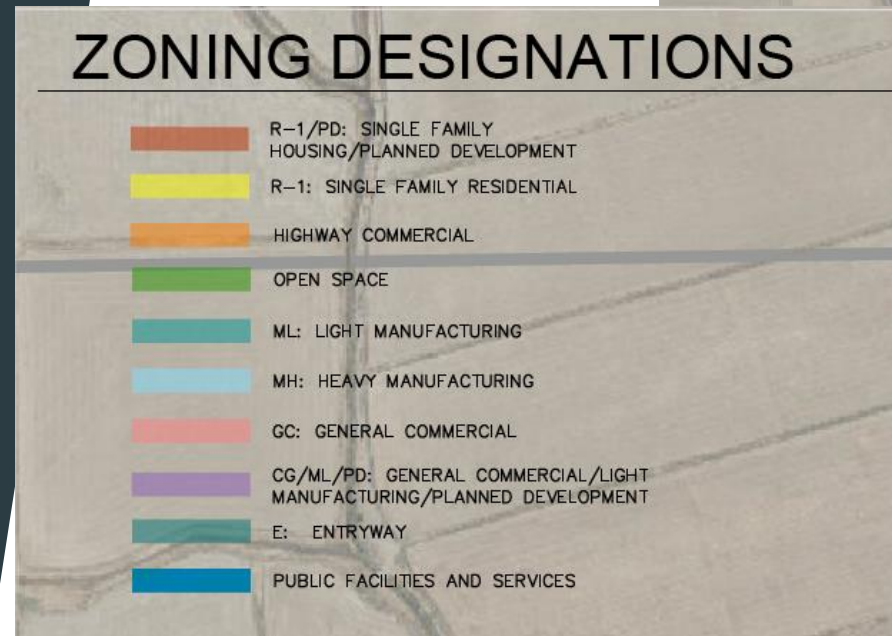 ZONING DESIGNATIONS
R-1/PD: SINGLE FAMILY
HOUSING/PLANNED DEVELOPMENT
R-1: SINGLE FAMILY RESIDENTIAL
HIGHWAY COMMERCIAL
OPEN SPACE
ML: LIGHT MANUFACTURING
MH: HEAVY MANUFACTURING
GC: GENERAL COMMERCIAL
CG/ML/PD: GENERAL COMMERCIAL/LIGHT
MANUFACTURING/PLANNED DEVELOPMENT
E: ENTRYWAY
PUBLIC FACILITIES AND SERVICES